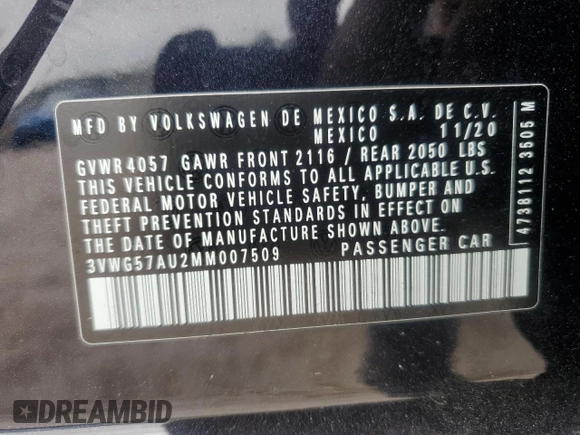 MFD BY VOLKSWAGEN DE MEXICO S.A. DE C.V.
MEXICO 11/20
GVWR 4057 GAWR FRONT 2116 / REAR 2050 LBS
THIS VEHICLE CONFORMS TO ALL APPLICABLE U.S.
FEDERAL MOTOR VEHICLE SAFETY, BUMPER AND
THEFT PREVENTION STANDARDS IN EFFECT ON
THE DATE OF MANUFACTURE SHOWN ABOVE.
3VWG57AU2MM007509 PASSENGER CAR
4738112 3605 M
DREAMBID